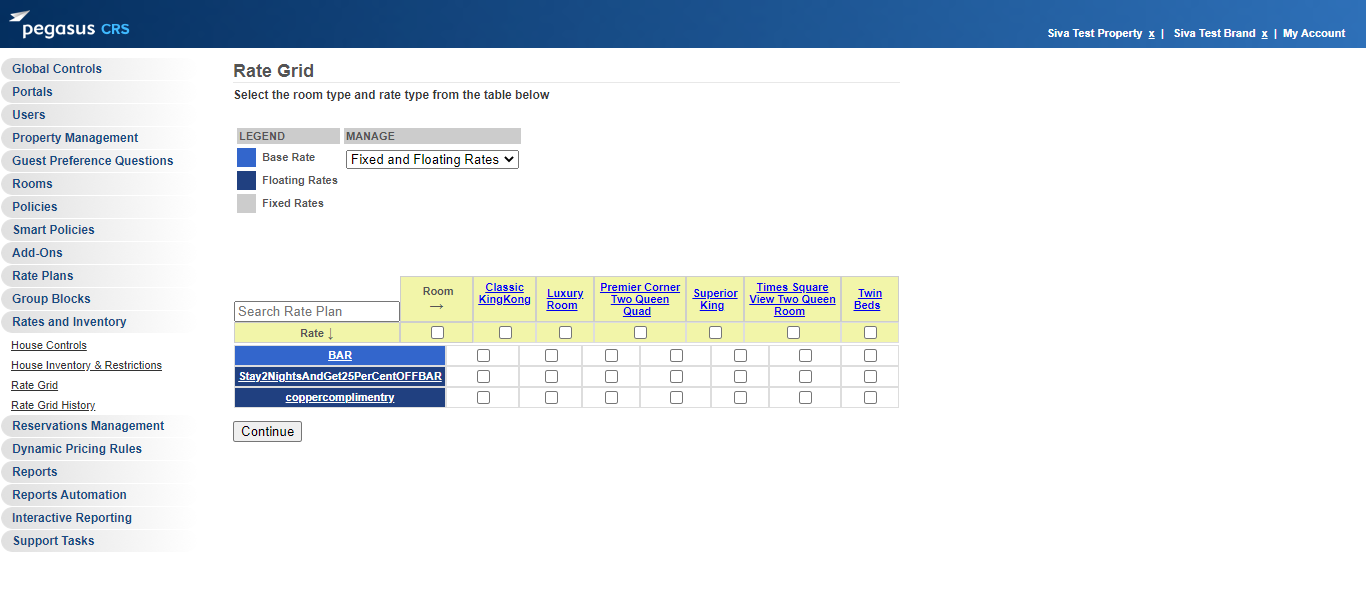 pegasus CRS
Siva Test Property x | Siva Test Brand x | My Account
Global Controls
Portals
Users
Property Management
Guest Preference Questions
Rooms
Policies
Smart Policies
Add-Ons
Rate Plans
Group Blocks
Rates and Inventory
House Controls
House Inventory & Restrictions
Rate Grid
Rate Grid History
Reservations Management
Dynamic Pricing Rules
Reports
Reports Automation
Interactive Reporting
Support Tasks
Rate Grid
Select the room type and rate type from the table below
LEGEND
Base Rate
Floating Rates
Fixed Rates
MANAGE
Fixed and Floating Rates
Search Rate Plan
Room
→
Classic
KingKong
Luxury
Room
Premier Corner
Two Queen
Quad
Superior
King
Times Square
View Two Queen
Room
Twin
Beds
Rate ↓
BAR
Stay2NightsAndGet25PerCentOFFBAR
coppercomplimentry
Continue